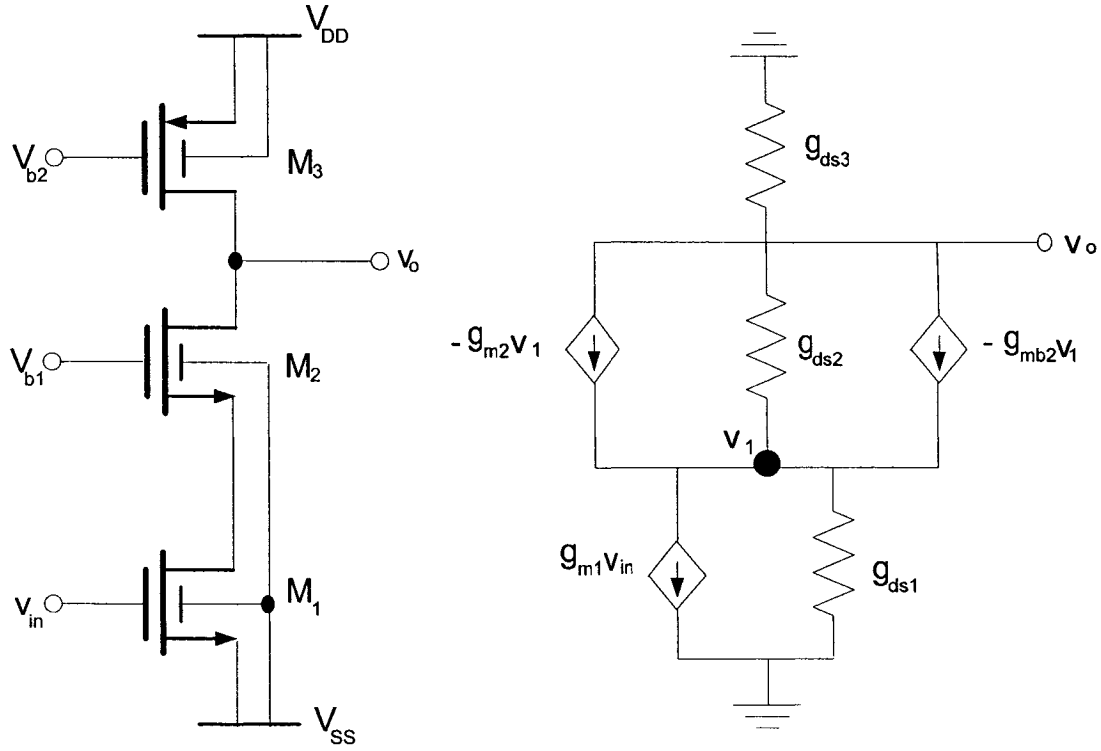 V_DD
V_b2
M_3
v_o
V_b1
M_2
v_in
M_1
V_SS
g_ds3
v_o
- g_m2 v_1
g_ds2
- g_mb2 v_1
v_1
g_m1 v_in
g_ds1